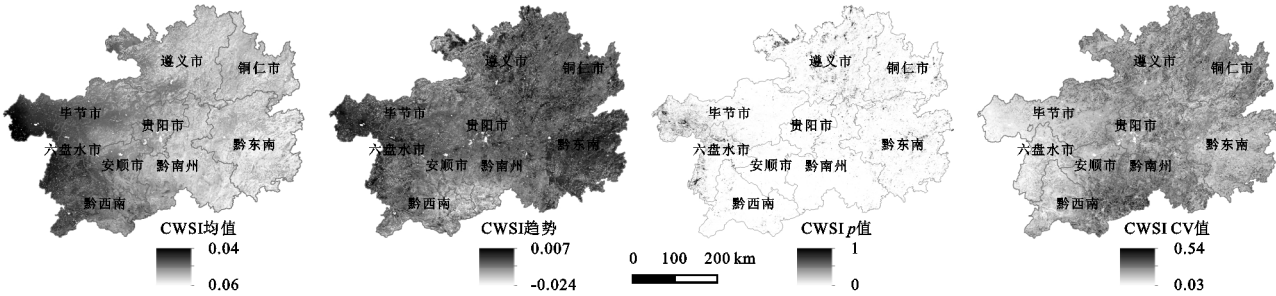 遵义市
铜仁市
毕节市
贵阳市
黔东南
六盘水市
安顺市
黔南州
黔西南
CWSI均值
0.04
0.06
遵义市
铜仁市
毕节市
贵阳市
黔东南
六盘水市
安顺市
黔南州
黔西南
CWSI趋势
0.007
-0.024
0 100 200 km
遵义市
铜仁市
毕节市
贵阳市
黔东南
六盘水市
安顺市
黔南州
黔西南
CWSI p值
1
0
遵义市
铜仁市
毕节市
贵阳市
黔东南
六盘水市
安顺市
黔南州
黔西南
CWSI CV值
0.54
0.03